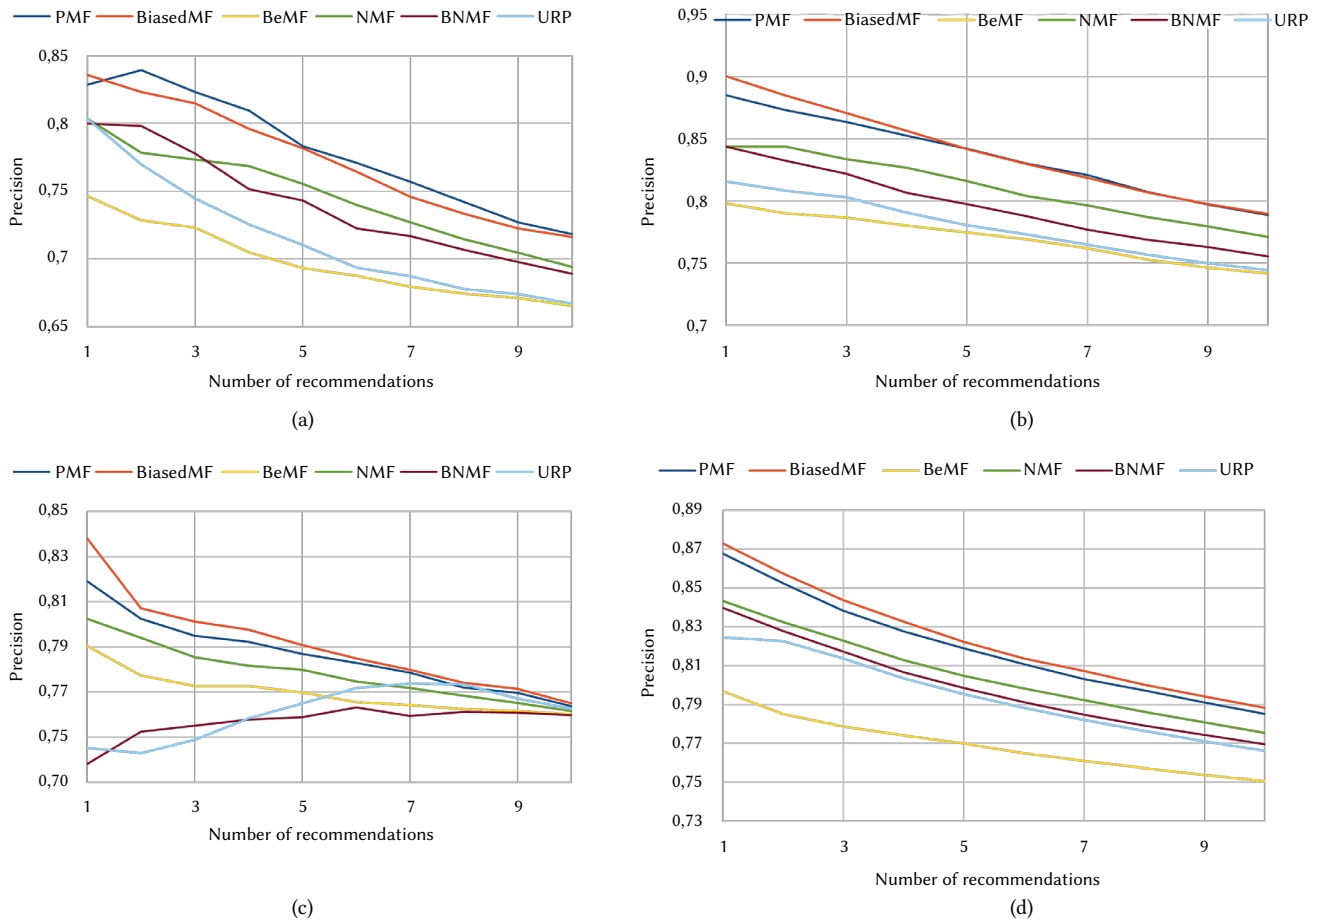 PMF BiasedMF BeMF NMF BNMF URP
0,85
0,8
0,75
0,7
0,65
Precision
1 3 5 7 9
Number of recommendations
(a)
PMF BiasedMF BeMF NMF BNMF URP
0,95
0,9
0,85
0,8
0,75
0,7
Precision
1 3 5 7 9
Number of recommendations
(b)
PMF BiasedMF BeMF NMF BNMF URP
0,85
0,83
0,81
0,79
0,77
0,75
0,70
Precision
1 3 5 7 9
Number of recommendations
(c)
PMF BiasedMF BeMF NMF BNMF URP
0,89
0,87
0,85
0,83
0,81
0,79
0,77
0,75
0,73
Precision
1 3 5 7 9
Number of recommendations
(d)